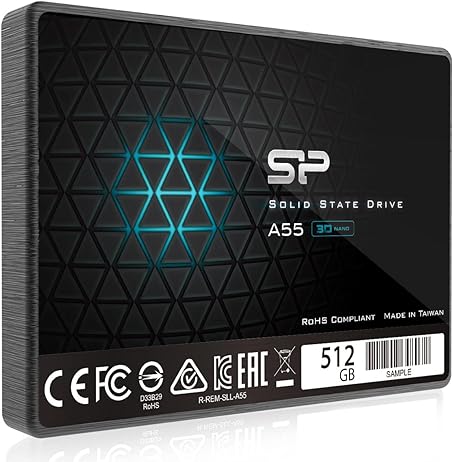 SP
SOLID STATE DRIVE
A55 3D NAND
RoHS COMPLIANT MADE IN TAIWAN
CE FC D33B29 RoHS R-REM-SLL-A55 EAC
512 GB
SAMPLE